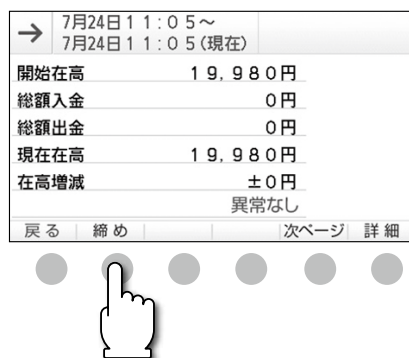 → 7月24日11:05～
7月24日11:05(現在)
開始在高 19,980円
総額入金 0円
総額出金 0円
現在在高 19,980円
在高増減 ±0円
異常なし
戻る 締め 次ページ 詳細